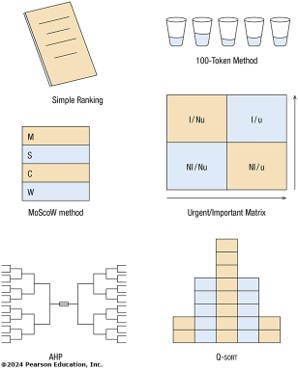 Simple Ranking
100-Token Method
M
S
C
W
MoScoW method
I/Nu
I/u
NI/Nu
NI/u
Urgent/Important Matrix
AHP
Q-SORT
©2024 Pearson Education, Inc.